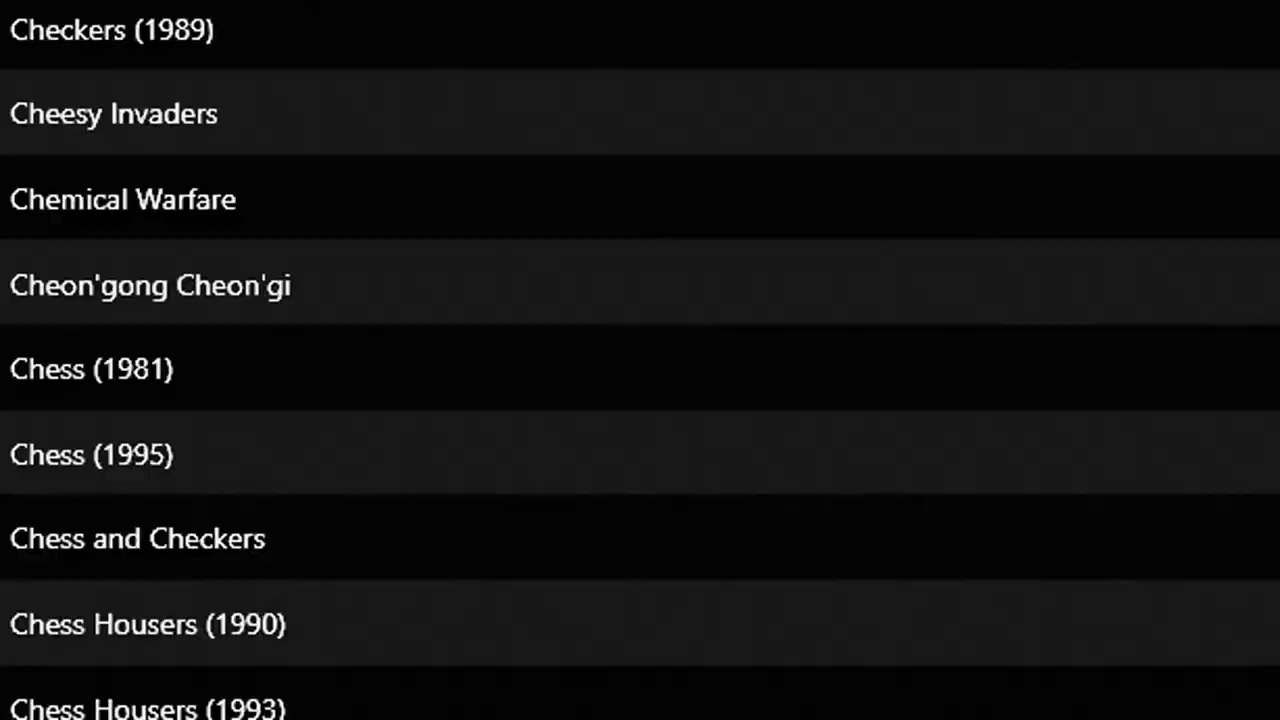 Checkers (1989)
Cheesy Invaders
Chemical Warfare
Cheon'gong Cheon'gi
Chess (1981)
Chess (1995)
Chess and Checkers
Chess Housers (1990)
Chess Housers (1993)